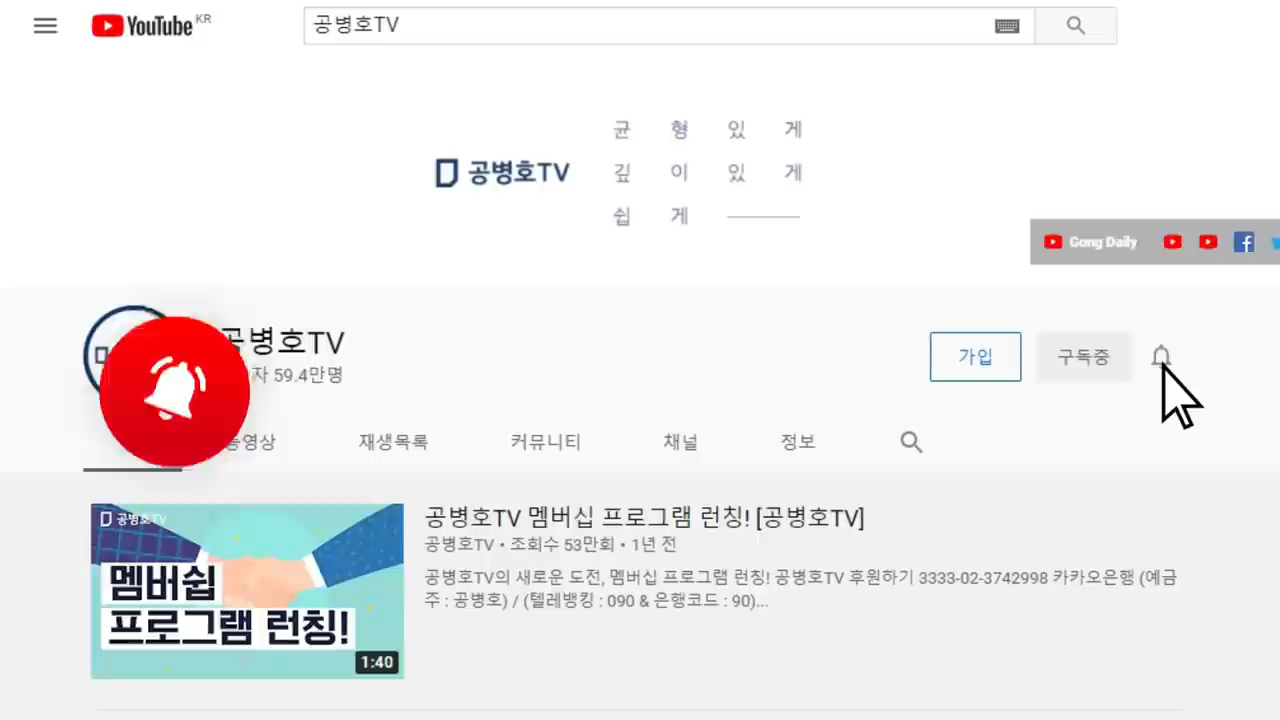 YouTube KR
공병호TV
균 형 있 게
공병호TV
깊 이 있 게
쉽 게
Gong Daily
공병호TV
자 59.4만명
가입
구독중
동영상
재생목록
커뮤니티
채널
정보
공병호TV
멤버쉽
프로그램 런칭!
1:40
공병호TV 멤버십 프로그램 런칭! [공병호TV]
공병호TV • 조회수 53만회 • 1년 전
공병호TV의 새로운 도전, 멤버십 프로그램 런칭! 공병호TV 후원하기 3333-02-3742998 카카오은행 (예금
주 : 공병호) / (텔레뱅킹 : 090 & 은행코드 : 90)...